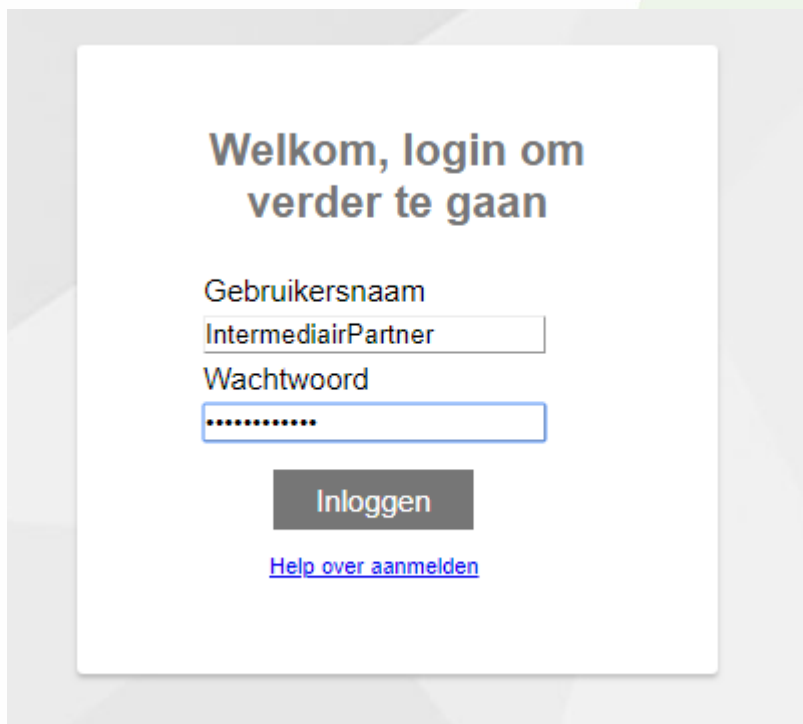 Welkom, login om
verder te gaan
Gebruikersnaam
IntermediairPartner
Wachtwoord
••••••••••••
Inloggen
Help over aanmelden